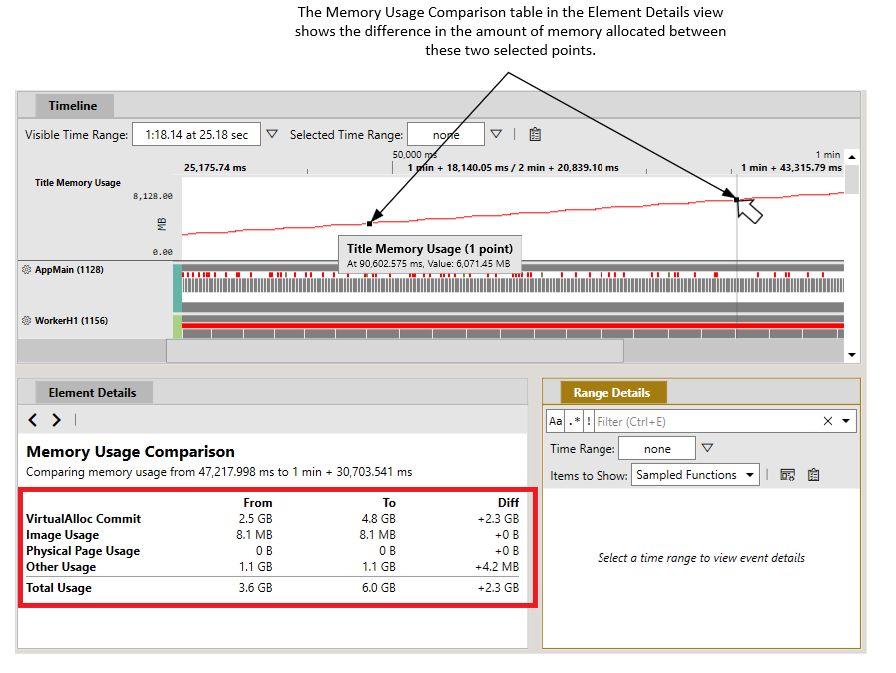 The Memory Usage Comparison table in the Element Details view
shows the difference in the amount of memory allocated between
these two selected points.
Timeline
Visible Time Range: 1:18.14 at 25.18 sec Selected Time Range: none
50,000 ms 1 min
25,175.74 ms 1 min + 18,140.05 ms / 2 min + 20,839.10 ms 1 min + 43,315.79 ms
Title Memory Usage
8,128.00
MB
0.00
Title Memory Usage (1 point)
At 90,602.575 ms, Value: 6,071.45 MB
AppMain (1128)
WorkerH1 (1156)
Element Details
Memory Usage Comparison
Comparing memory usage from 47,217.998 ms to 1 min + 30,703.541 ms
From To Diff
VirtualAlloc Commit 2.5 GB 4.8 GB +2.3 GB
Image Usage 8.1 MB 8.1 MB +0 B
Physical Page Usage 0 B 0 B +0 B
Other Usage 1.1 GB 1.1 GB +4.2 MB
Total Usage 3.6 GB 6.0 GB +2.3 GB
Range Details
Aa .* ! Filter (Ctrl+E)
Time Range: none
Items to Show: Sampled Functions
Select a time range to view event details